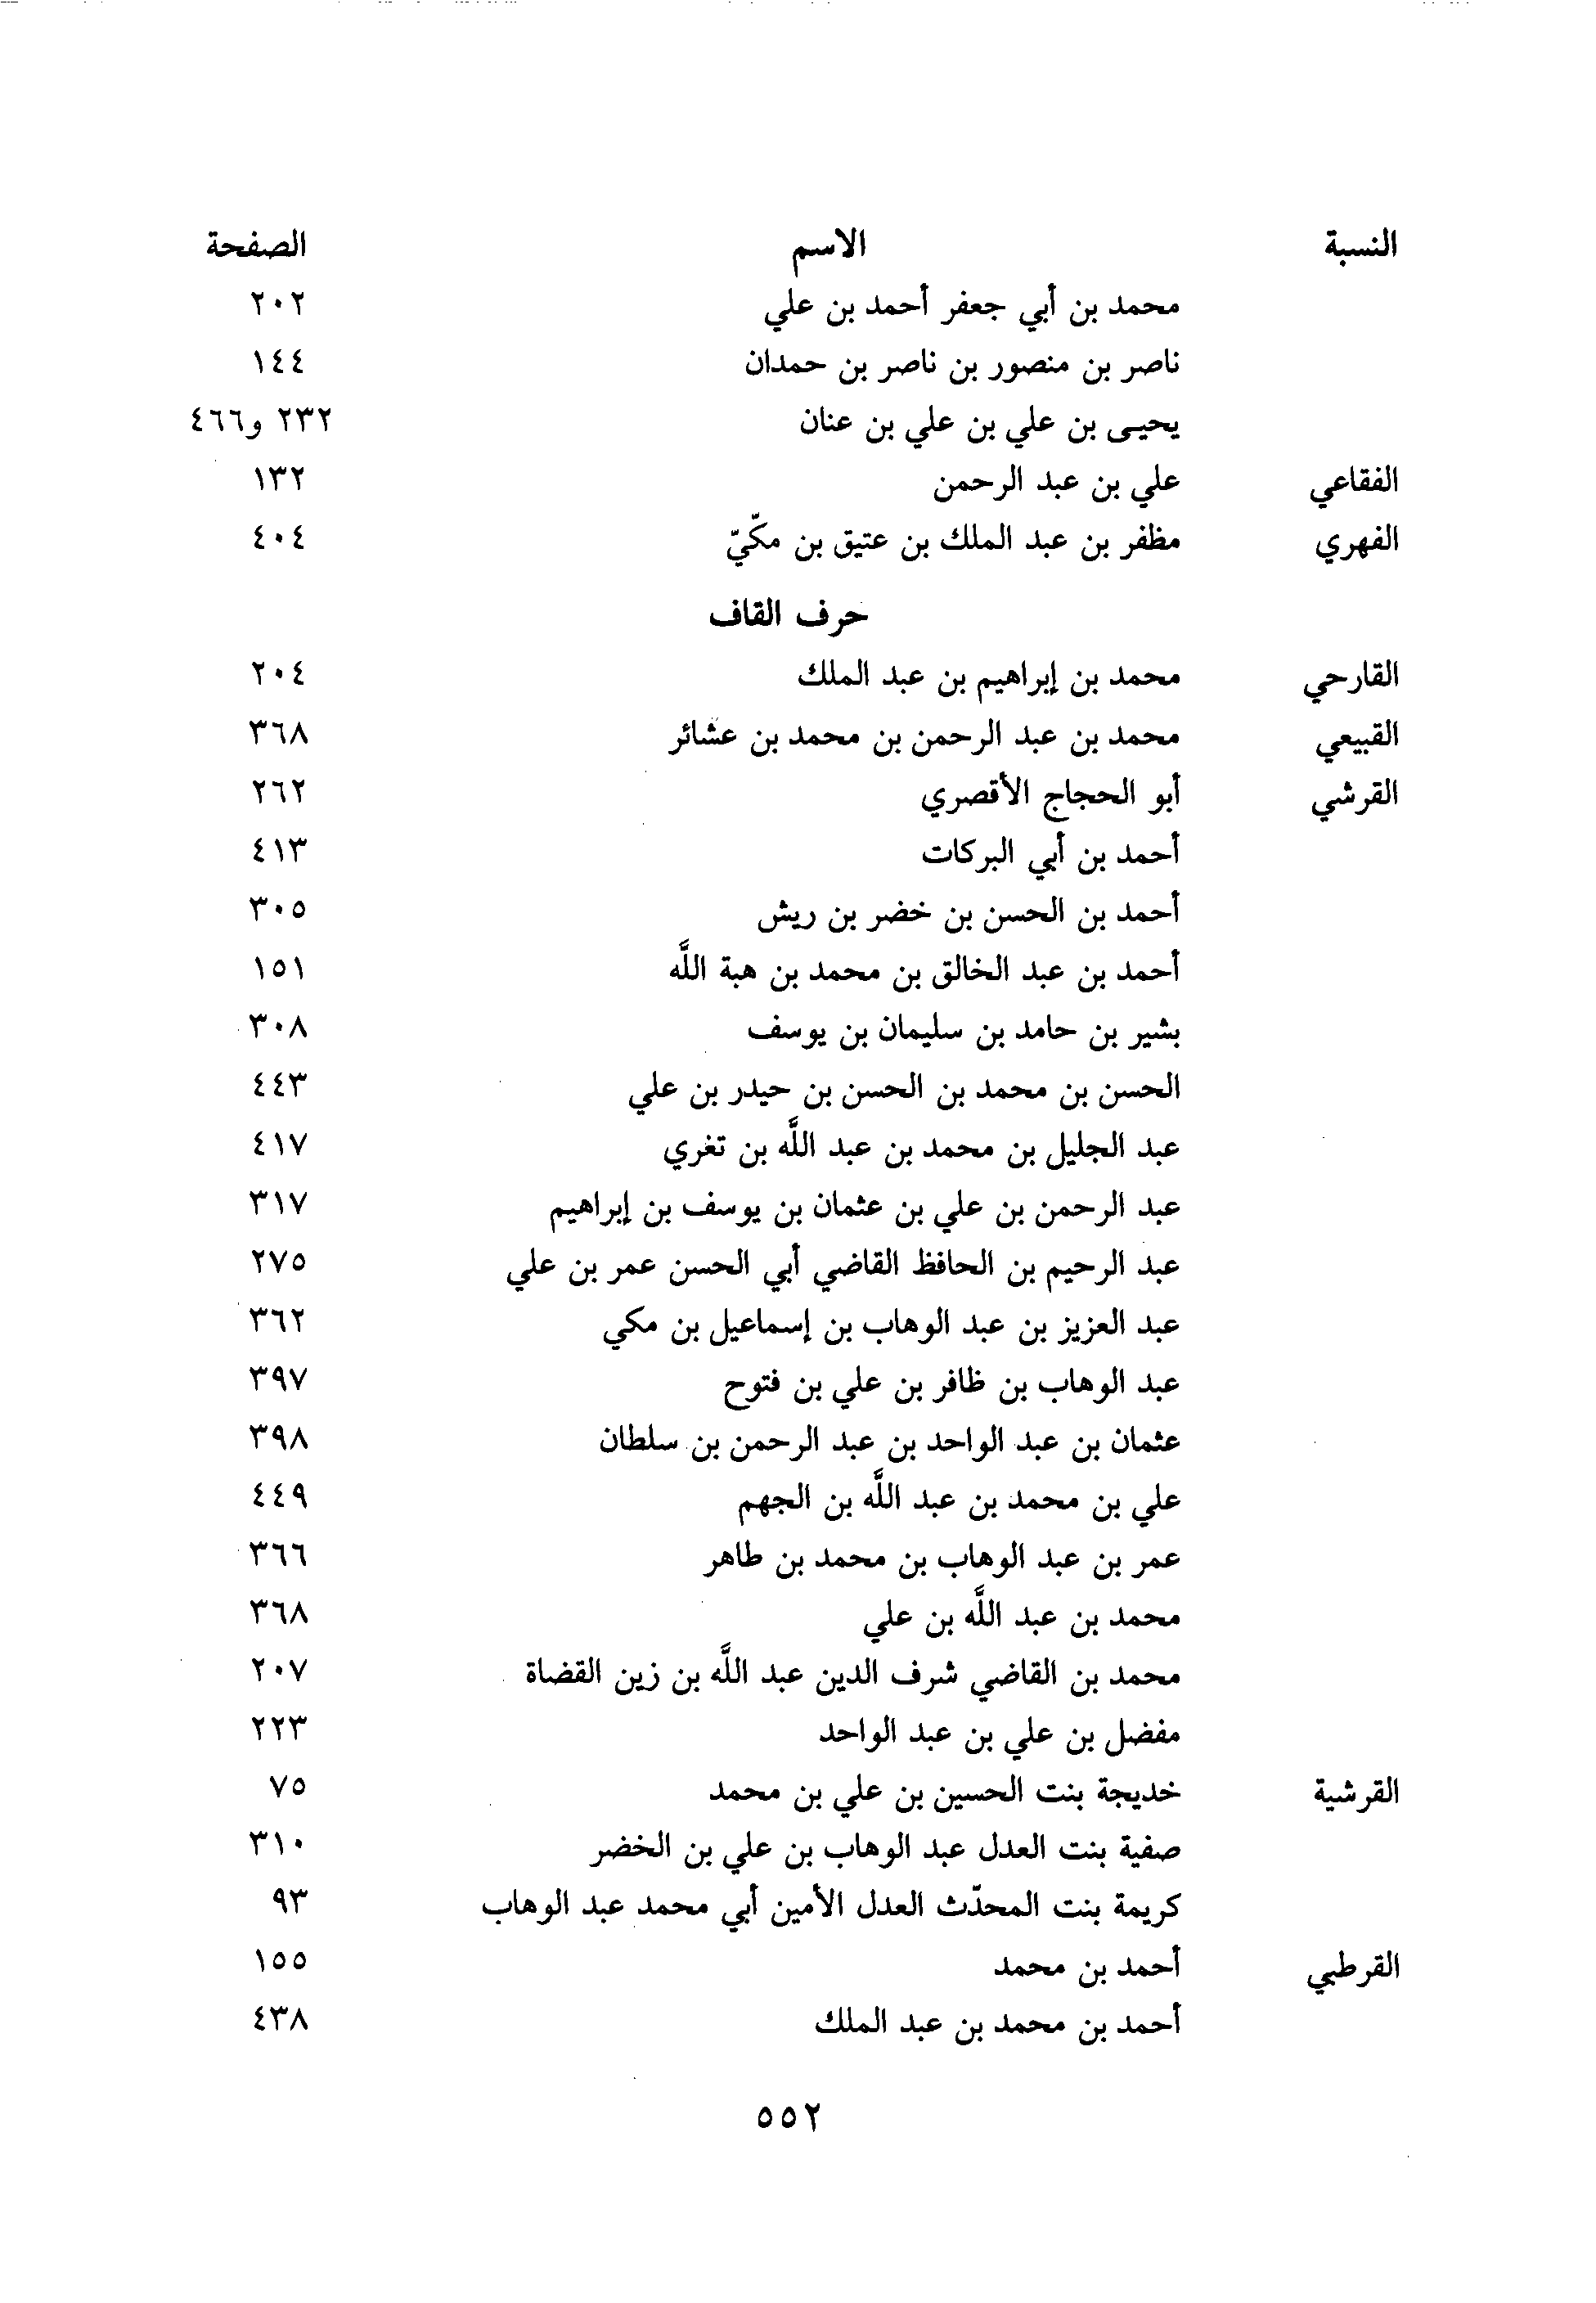 النسبة الاسم الصفحة
محمد بن أبي جعفر أحمد بن علي ٢٠٢
ناصر بن منصور بن ناصر بن حمدان ١٤٤
يحيى بن علي بن علي بن عنان ٢٣٢ و٤٦٦
الفقاعي علي بن عبد الرحمن ١٣٢
الفهري مظفر بن عبد الملك بن عتيق بن مكّيّ ٤٠٤
حرف القاف
القارحي محمد بن إبراهيم بن عبد الملك ٢٠٤
القبيعي محمد بن عبد الرحمن بن محمد بن عشائر ٣٦٨
القرشي أبو الحجاج الأقصري ٢٦٢
أحمد بن أبي البركات ٤١٣
أحمد بن الحسن بن خضر بن ريش ٣٠٥
أحمد بن عبد الخالق بن محمد بن هبة اللَّه ١٥١
بشير بن حامد بن سليمان بن يوسف ٣٠٨
الحسن بن محمد بن الحسن بن حيدر بن علي ٤٤٣
عبد الجليل بن محمد بن عبد اللَّه بن تغري ٤١٧
عبد الرحمن بن علي بن عثمان بن يوسف بن إبراهيم ٣١٧
عبد الرحيم بن الحافظ القاضي أبي الحسن عمر بن علي ٢٧٥
عبد العزيز بن عبد الوهاب بن إسماعيل بن مكي ٣٦٢
عبد الوهاب بن ظافر بن علي بن فتوح ٣٩٧
عثمان بن عبد الواحد بن عبد الرحمن بن سلطان ٣٩٨
علي بن محمد بن عبد اللَّه بن الجهم ٤٤٩
عمر بن عبد الوهاب بن محمد بن طاهر ٣٦٦
محمد بن عبد اللَّه بن علي ٣٦٨
محمد بن القاضي شرف الدين عبد اللَّه بن زين القضاة ٢٠٧
مفضل بن علي بن عبد الواحد ٢٢٣
القرشية خديجة بنت الحسين بن علي بن محمد ٧٥
صفية بنت العدل عبد الوهاب بن علي بن الخضر ٣١٠
كريمة بنت المحدّث العدل الأمين أبي محمد عبد الوهاب ٩٣
القرطبي أحمد بن محمد ١٥٥
أحمد بن محمد بن عبد الملك ٤٣٨
٥٥٢